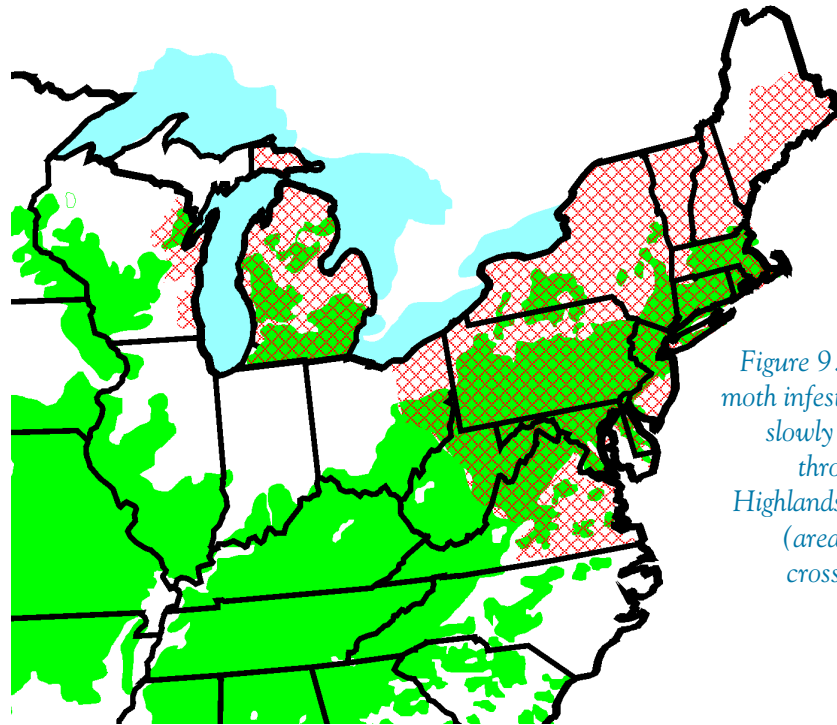 Figure 9.
moth infest
slowly
thro
Highlands
(area
cross